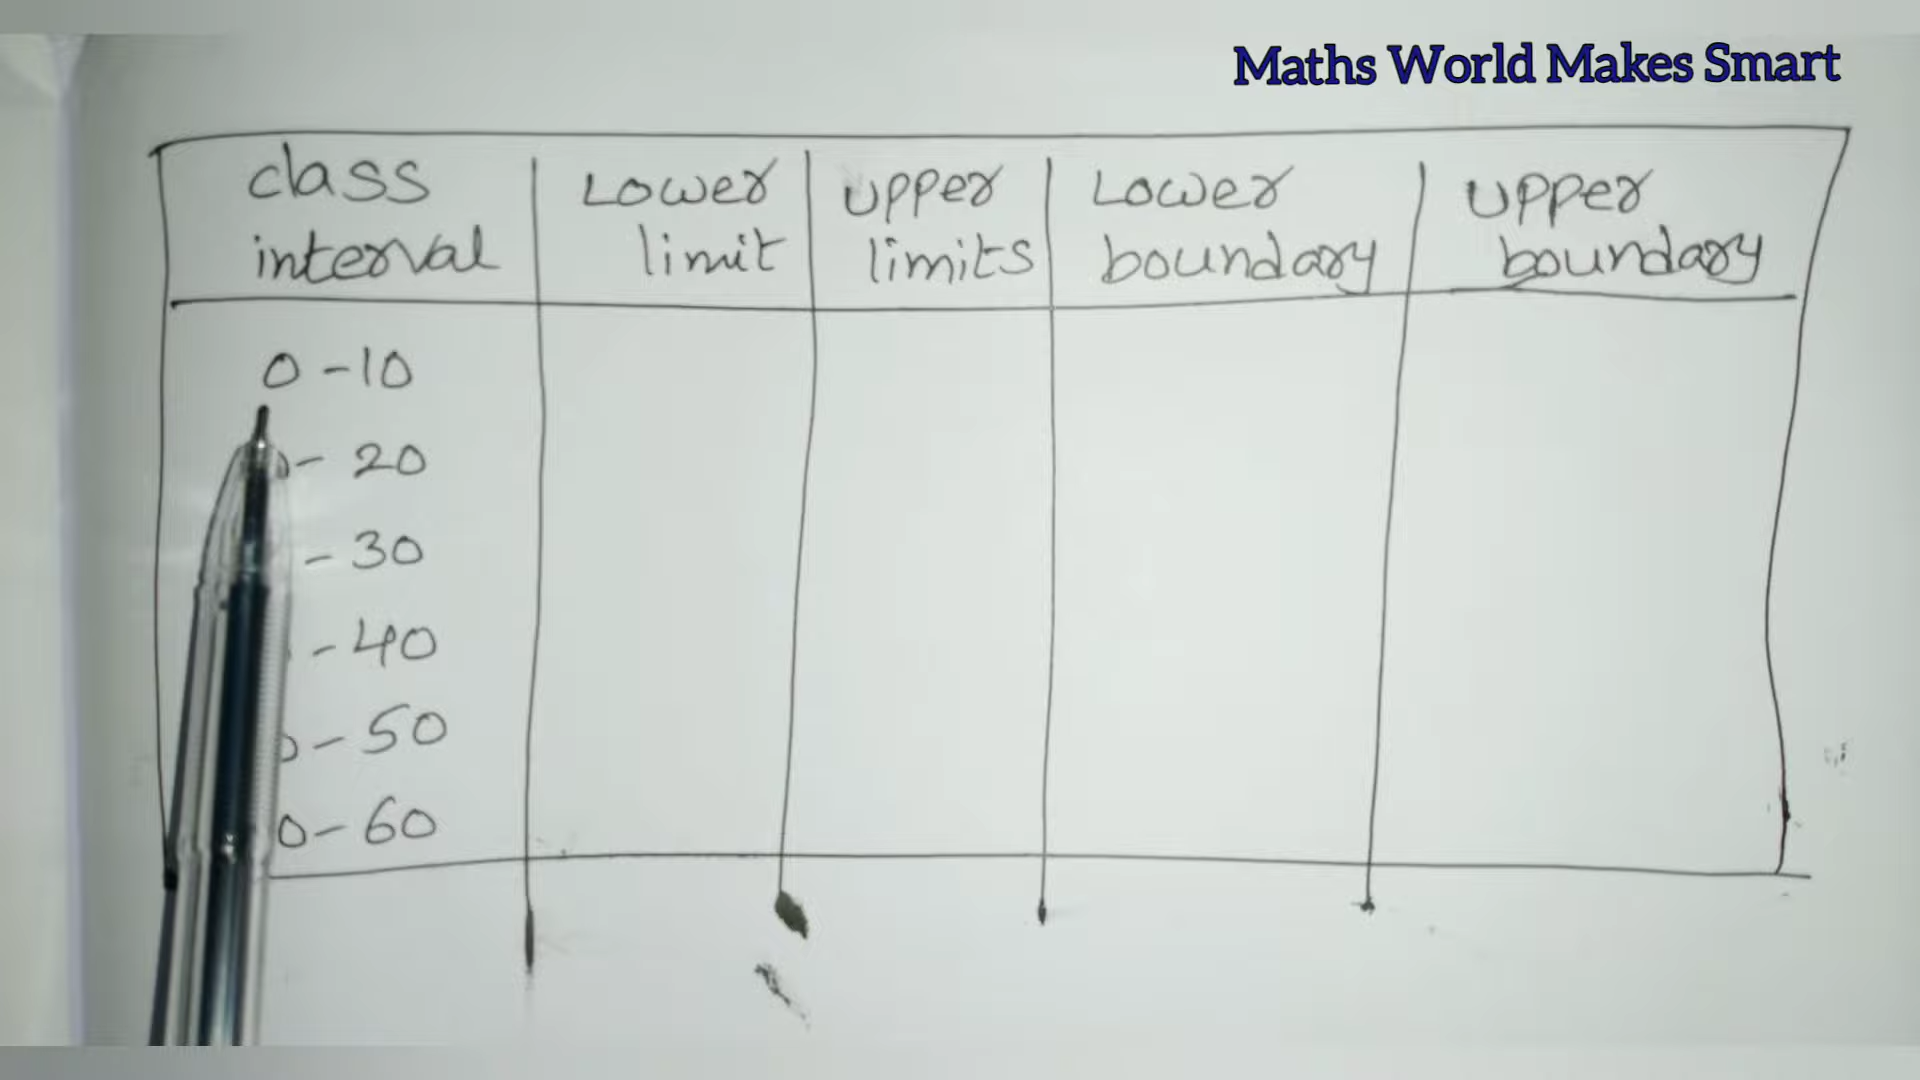 Maths World Makes Smart
class interval | Lower limit | upper limits | Lower boundary | upper boundary
0 - 10
- 20
- 30
- 40
- 50
0 - 60